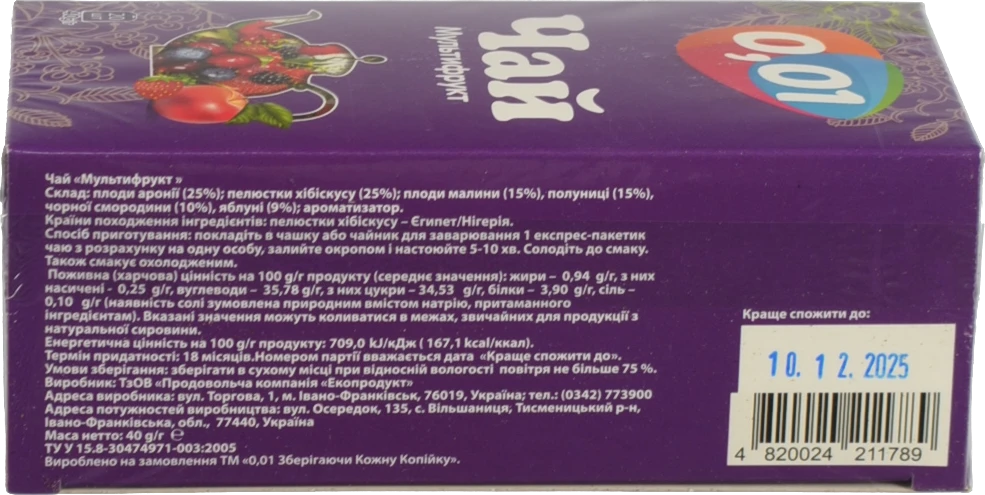 Чай
Мультифрукт
0,01
Чай «Мультифрукт »
Склад: плоди аронії (25%); пелюстки хібіскусу (25%); плоди малини (15%), полуниці (15%),
чорної смородини (10%), яблуні (9%); ароматизатор.
Країни походження інгредієнтів: пелюстки хібіскусу – Єгипет/Нігерія.
Спосіб приготування: покладіть в чашку або чайник для заварювання 1 експрес-пакетик
чаю з розрахунку на одну особу, залийте окропом і настоюйте 5-10 хв. Солодіть до смаку.
Також смакує охолодженим.
Поживна (харчова) цінність на 100 g/г продукту (середнє значення): жири – 0,94 g/г, з них
насичені - 0,25 g/г, вуглеводи – 35,78 g/г, з них цукри – 34,53 g/г, білки – 3,90 g/г, сіль –
0,10 g/г (наявність солі зумовлена природним вмістом натрію, притаманного
інгредієнтам). Вказані значення можуть коливатися в межах, звичайних для продукції з
натуральної сировини.
Енергетична цінність на 100 g/г продукту: 709,0 kJ/кДж ( 167,1 kcal/ккал).
Термін придатності: 18 місяців.Номером партії вважається дата «Краще спожити до».
Умови зберігання: зберігати в сухому місці при відносній вологості повітря не більше 75 %.
Виробник: ТзОВ «Продовольча компанія «Екопродукт»
Адреса виробника: вул. Торгова, 1, м. Івано-Франківськ, 76019, Україна; тел.: (0342) 773900
Адреса потужностей виробництва: вул. Осередок, 135, с. Вільшаниця, Тисменицький р-н,
Івано-Франківська, обл., 77440, Україна
Маса нетто: 40 g/г ℮
ТУ У 15.8-30474971-003:2005
Вироблено на замовлення ТМ «0,01 Зберігаючи Кожну Копійку».
Краще спожити до:
10. 12. 2025
4 820024 211789